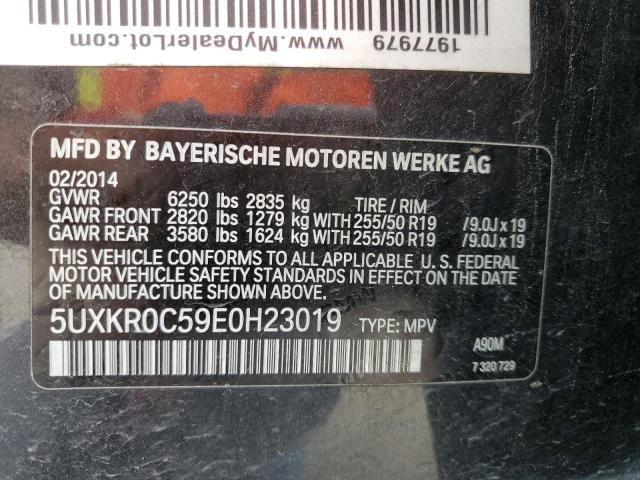 1977979
www.MyDealerLot.com
MFD BY BAYERISCHE MOTOREN WERKE AG
02/2014
GVWR 6250 lbs 2835 kg TIRE / RIM
GAWR FRONT 2820 lbs 1279 kg WITH 255/50 R19 /9.0J x 19
GAWR REAR 3580 lbs 1624 kg WITH 255/50 R19 /9.0J x 19
THIS VEHICLE CONFORMS TO ALL APPLICABLE U. S. FEDERAL
MOTOR VEHICLE SAFETY STANDARDS IN EFFECT ON THE DATE
OF MANUFACTURE SHOWN ABOVE.
5UXKR0C59E0H23019 TYPE: MPV
A90M
7 320 729